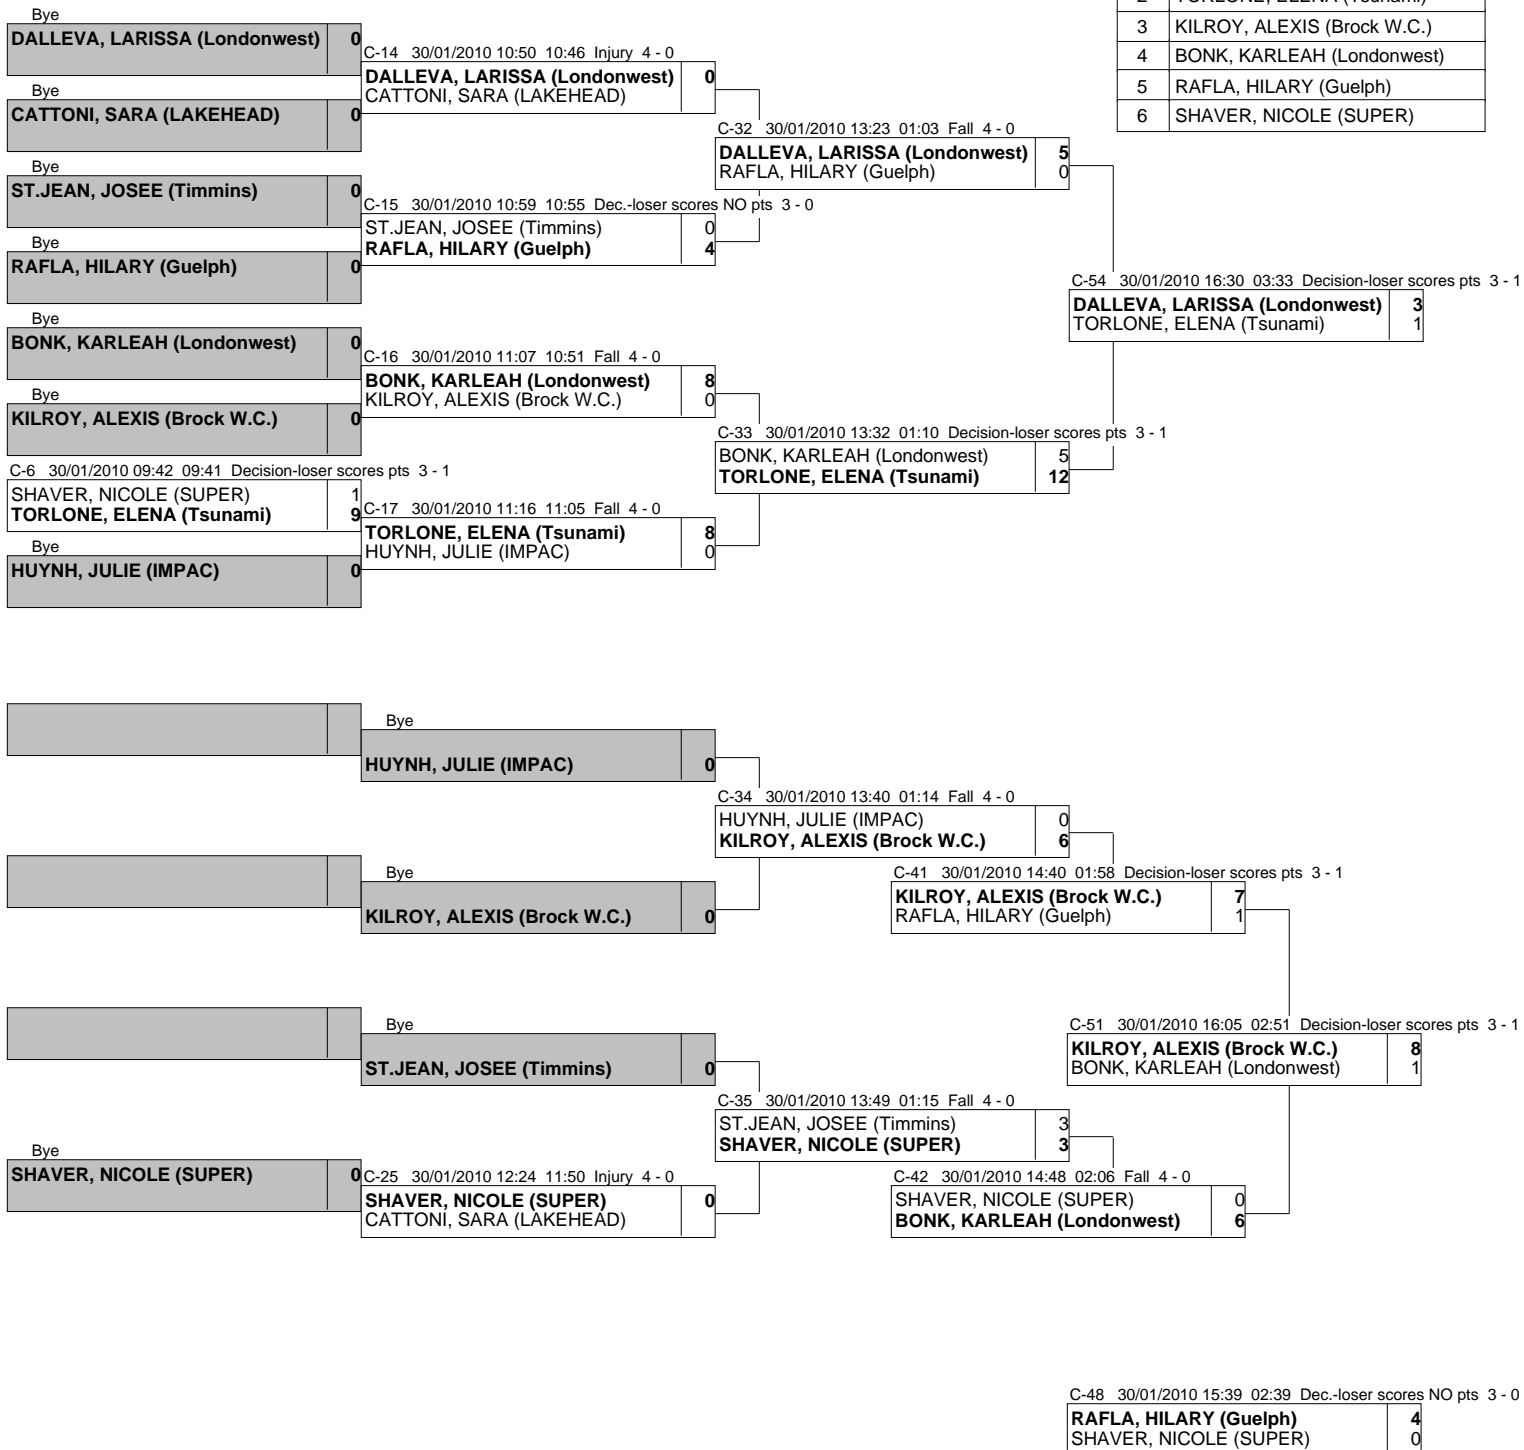 2 TORLONE, ELENA (Tsunami)
3 KILROY, ALEXIS (Brock W.C.)
4 BONK, KARLEAH (Londonwest)
5 RAFLA, HILARY (Guelph)
6 SHAVER, NICOLE (SUPER)
Bye
DALLEVA, LARISSA (Londonwest) 0
Bye
CATTONI, SARA (LAKEHEAD) 0
Bye
ST.JEAN, JOSEE (Timmins) 0
Bye
RAFLA, HILARY (Guelph) 0
Bye
BONK, KARLEAH (Londonwest) 0
Bye
KILROY, ALEXIS (Brock W.C.) 0
C-6 30/01/2010 09:42 09:41 Decision-loser scores pts 3 - 1
SHAVER, NICOLE (SUPER) 1
TORLONE, ELENA (Tsunami) 9
Bye
HUYNH, JULIE (IMPAC) 0
C-14 30/01/2010 10:50 10:46 Injury 4 - 0
DALLEVA, LARISSA (Londonwest) 0
CATTONI, SARA (LAKEHEAD)
C-15 30/01/2010 10:59 10:55 Dec.-loser scores NO pts 3 - 0
ST.JEAN, JOSEE (Timmins) 0
RAFLA, HILARY (Guelph) 4
C-16 30/01/2010 11:07 10:51 Fall 4 - 0
BONK, KARLEAH (Londonwest) 8
KILROY, ALEXIS (Brock W.C.) 0
C-17 30/01/2010 11:16 11:05 Fall 4 - 0
TORLONE, ELENA (Tsunami) 8
HUYNH, JULIE (IMPAC) 0
C-32 30/01/2010 13:23 01:03 Fall 4 - 0
DALLEVA, LARISSA (Londonwest) 5
RAFLA, HILARY (Guelph) 0
C-33 30/01/2010 13:32 01:10 Decision-loser scores pts 3 - 1
BONK, KARLEAH (Londonwest) 5
TORLONE, ELENA (Tsunami) 12
C-54 30/01/2010 16:30 03:33 Decision-loser scores pts 3 - 1
DALLEVA, LARISSA (Londonwest) 3
TORLONE, ELENA (Tsunami) 1
Bye
HUYNH, JULIE (IMPAC) 0
Bye
KILROY, ALEXIS (Brock W.C.) 0
Bye
ST.JEAN, JOSEE (Timmins) 0
Bye
SHAVER, NICOLE (SUPER) 0
C-25 30/01/2010 12:24 11:50 Injury 4 - 0
SHAVER, NICOLE (SUPER) 0
CATTONI, SARA (LAKEHEAD)
C-34 30/01/2010 13:40 01:14 Fall 4 - 0
HUYNH, JULIE (IMPAC) 0
KILROY, ALEXIS (Brock W.C.) 6
C-35 30/01/2010 13:49 01:15 Fall 4 - 0
ST.JEAN, JOSEE (Timmins) 3
SHAVER, NICOLE (SUPER) 3
C-41 30/01/2010 14:40 01:58 Decision-loser scores pts 3 - 1
KILROY, ALEXIS (Brock W.C.) 7
RAFLA, HILARY (Guelph) 1
C-42 30/01/2010 14:48 02:06 Fall 4 - 0
SHAVER, NICOLE (SUPER) 0
BONK, KARLEAH (Londonwest) 6
C-51 30/01/2010 16:05 02:51 Decision-loser scores pts 3 - 1
KILROY, ALEXIS (Brock W.C.) 8
BONK, KARLEAH (Londonwest) 1
C-48 30/01/2010 15:39 02:39 Dec.-loser scores NO pts 3 - 0
RAFLA, HILARY (Guelph) 4
SHAVER, NICOLE (SUPER) 0